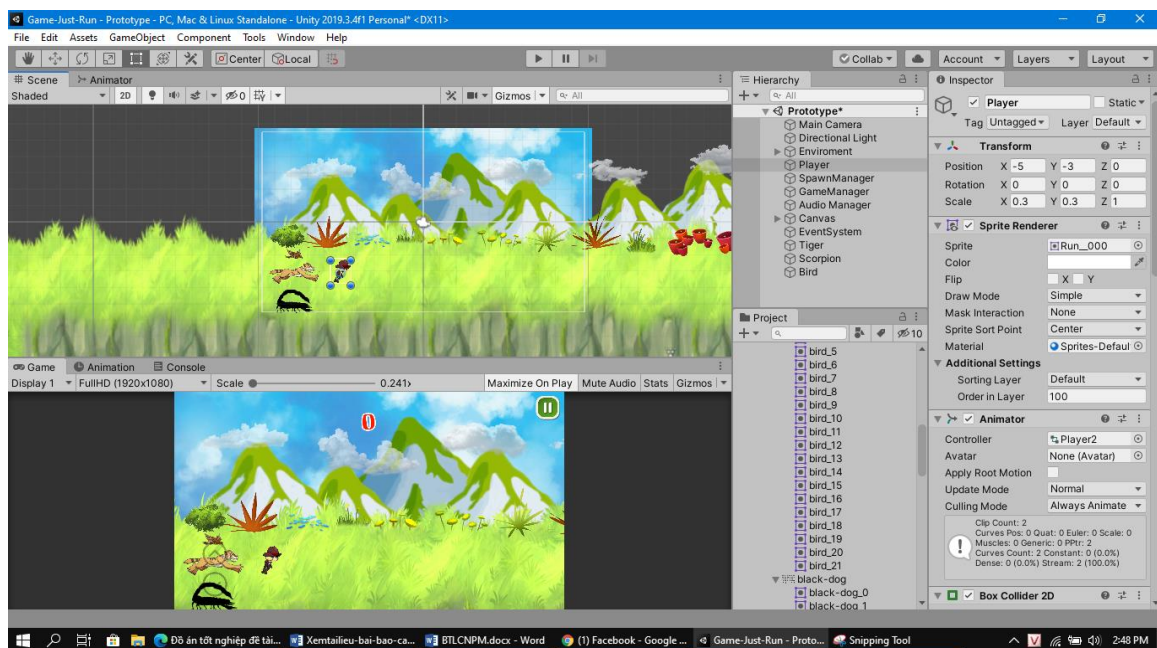 Game-Just-Run - Prototype - PC, Mac & Linux Standalone - Unity 2019.3.4f1 Personal* <DX11>
File Edit Assets GameObject Component Tools Window Help
Center Local Collab Account Layers Layout
Scene Animator
Shaded 2D 0 Gizmos All
Hierarchy
All
Prototype*
Main Camera
Directional Light
Enviroment
Player
SpawnManager
GameManager
Audio Manager
Canvas
EventSystem
Tiger
Scorpion
Bird
Project
10
bird_5
bird_6
bird_7
bird_8
bird_9
bird_10
bird_11
bird_12
bird_13
bird_14
bird_15
bird_16
bird_17
bird_18
bird_19
bird_20
bird_21
black-dog
black-dog_0
black-dog_1
Inspector
Player Static
Tag Untagged Layer Default
Transform
Position X -5 Y -3 Z 0
Rotation X 0 Y 0 Z 0
Scale X 0.3 Y 0.3 Z 1
Sprite Renderer
Sprite Run__000
Color
Flip X Y
Draw Mode Simple
Mask Interaction None
Sprite Sort Point Center
Material Sprites-Defaul
Additional Settings
Sorting Layer Default
Order in Layer 100
Animator
Controller Player2
Avatar None (Avatar)
Apply Root Motion
Update Mode Normal
Culling Mode Always Animate
Clip Count: 2
Curves Pos: 0 Quat: 0 Euler: 0 Scale: 0
Muscles: 0 Generic: 0 PPtr: 2
Curves Count: 2 Constant: 0 (0.0%)
Dense: 0 (0.0%) Stream: 2 (100.0%)
Box Collider 2D
Game Animation Console
Display 1 FullHD (1920x1080) Scale 0.241x Maximize On Play Mute Audio Stats Gizmos
0
Đồ án tốt nghiệp đề tài... Xemtailieu-bai-bao-ca... BTLCNPM.docx - Word (1) Facebook - Google ... Game-Just-Run - Proto... Snipping Tool V 2:48 PM